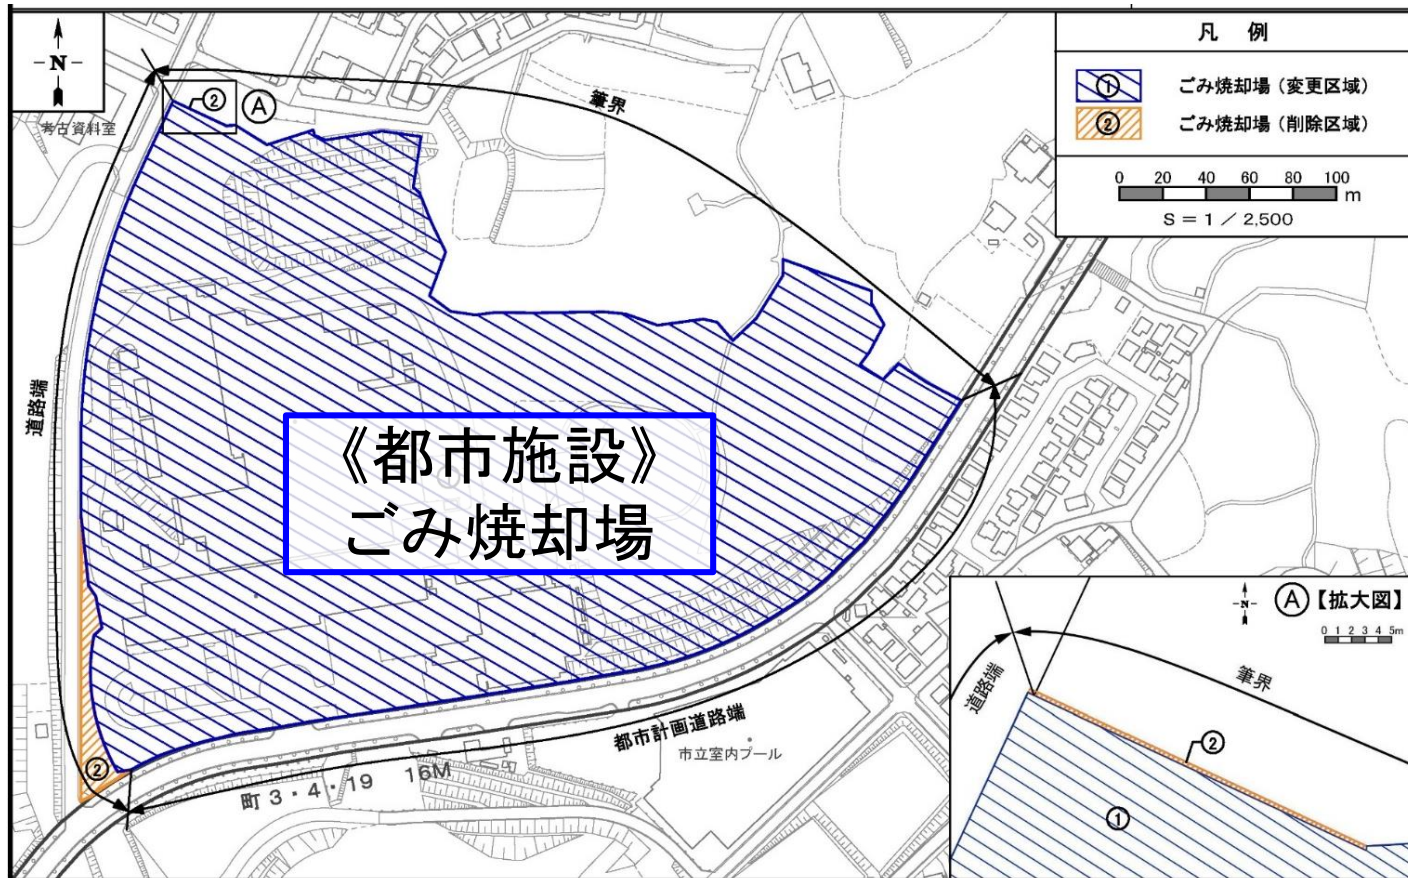 N
考古資料室
②
Ⓐ
筆界
凡 例
① ごみ焼却場（変更区域）
② ごみ焼却場（削除区域）
0 20 40 60 80 100
m
S＝1／2,500
道路端
《都市施設》
ごみ焼却場
②
都市計画道路端
市立室内プール
町3・4・19 16M
N
Ⓐ【拡大図】
0 1 2 3 4 5m
道路端
筆界
②
①